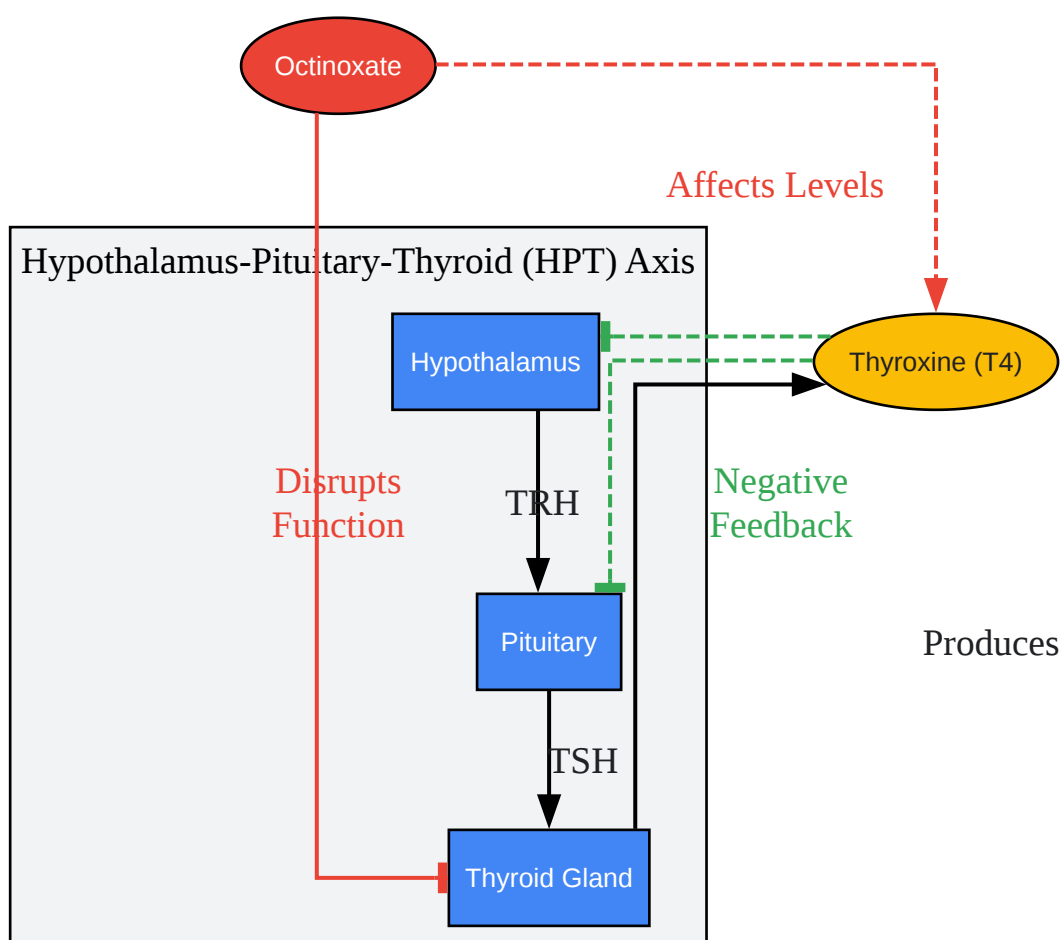 Octinoxate
Affects Levels
Hypothalamus-Pituitary-Thyroid (HPT) Axis
Hypothalamus
Thyroxine (T4)
Disrupts
Function
TRH
Negative
Feedback
Pituitary
Produces
TSH
Thyroid Gland